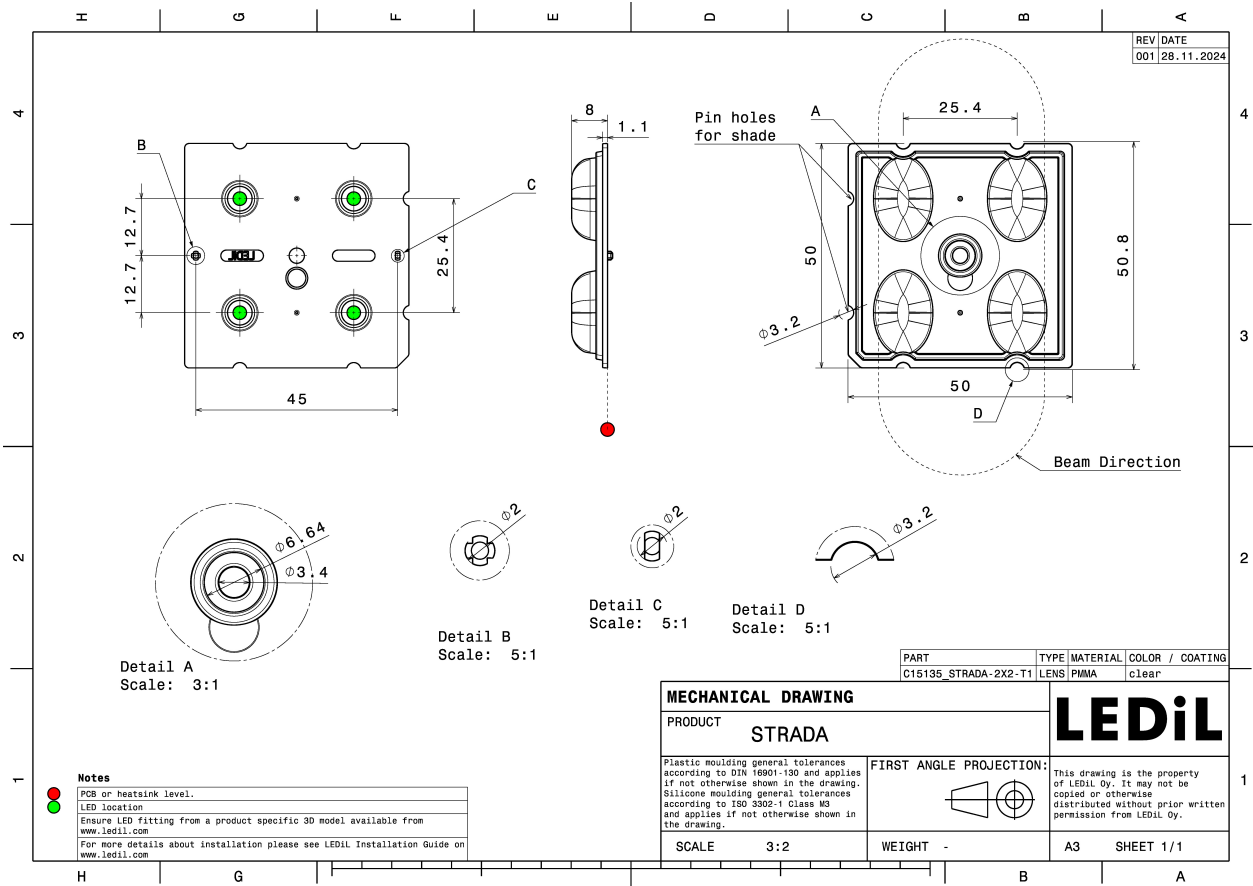 H G F E D C B A
REV DATE
001 28.11.2024
4
4
3
3
2
2
1
1
B
C
12.7
12.7
25.4
45
LEDiL
8
1.1
Pin holes
for shade
A
25.4
50
50.8
Ø3.2
50
D
Beam Direction
Ø6.64
Ø3.4
Detail A
Scale: 3:1
Ø2
Detail B
Scale: 5:1
Ø2
Detail C
Scale: 5:1
Ø3.2
Detail D
Scale: 5:1
PART TYPE MATERIAL COLOR / COATING
C15135_STRADA-2X2-T1 LENS PMMA clear
MECHANICAL DRAWING
PRODUCT
STRADA
LEDiL
Plastic moulding general tolerances
according to DIN 16901-130 and applies
if not otherwise shown in the drawing.
Silicone moulding general tolerances
according to ISO 3302-1 Class M3
and applies if not otherwise shown in
the drawing.
FIRST ANGLE PROJECTION:
This drawing is the property
of LEDiL Oy. It may not be
copied or otherwise
distributed without prior written
permission from LEDiL Oy.
SCALE 3:2 WEIGHT - A3 SHEET 1/1
Notes
PCB or heatsink level.
LED location
Ensure LED fitting from a product specific 3D model available from
www.ledil.com
For more details about installation please see LEDiL Installation Guide on
www.ledil.com
H G B A